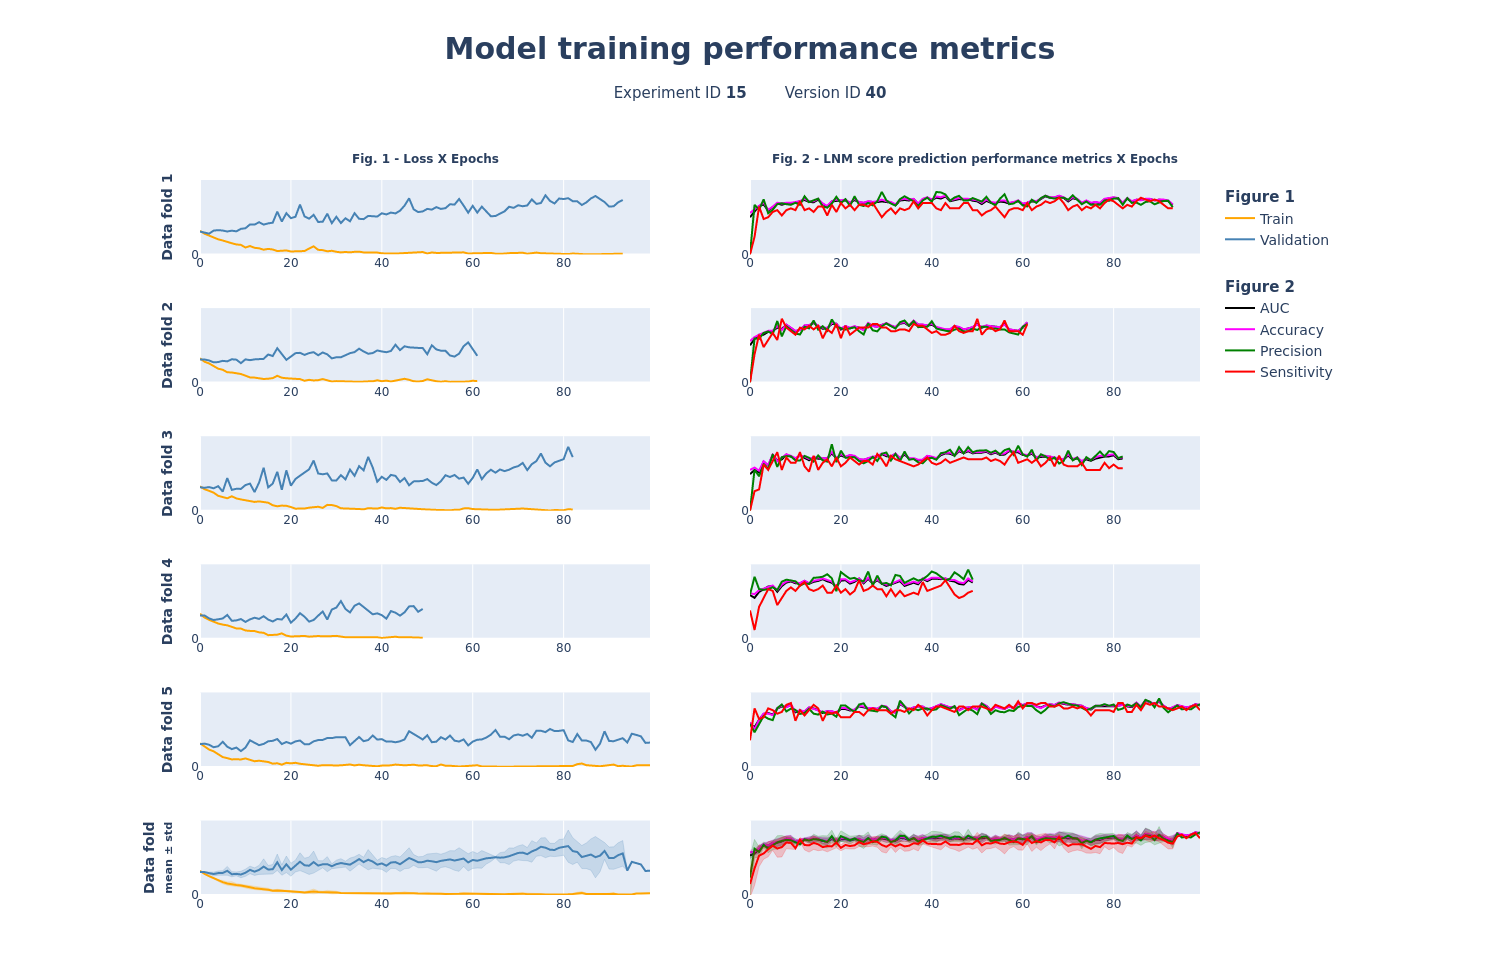 Model training performance metrics
Experiment ID 15 Version ID 40
Fig. 1 - Loss X Epochs
Fig. 2 - LNM score prediction performance metrics X Epochs
Data fold 1
0
0 20 40 60 80
0
0 20 40 60 80
Figure 1
Train
Validation
Figure 2
AUC
Accuracy
Precision
Sensitivity
Data fold 2
0
0 20 40 60 80
0
0 20 40 60 80
Data fold 3
0
0 20 40 60 80
0
0 20 40 60 80
Data fold 4
0
0 20 40 60 80
0
0 20 40 60 80
Data fold 5
0
0 20 40 60 80
0
0 20 40 60 80
Data fold
mean ± std
0
0 20 40 60 80
0
0 20 40 60 80